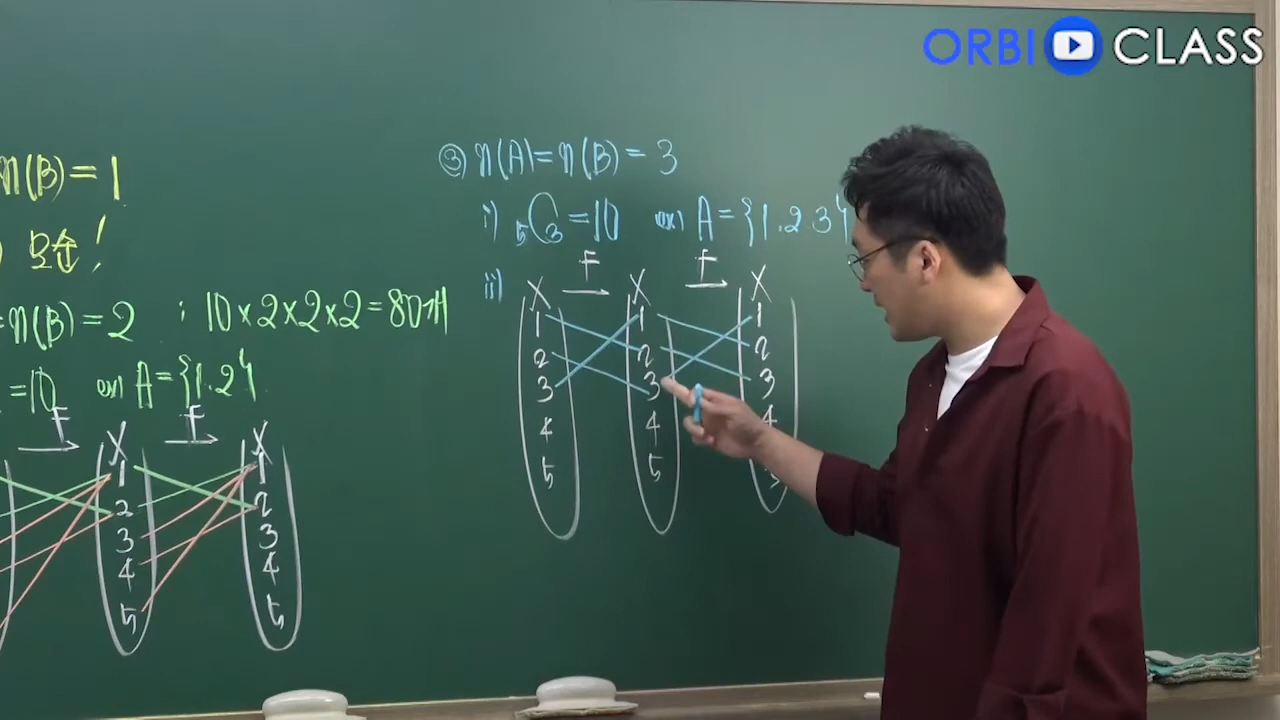 ORBI CLASS
n(B) = 1
모순!
= n(B) = 2 ; 10×2×2×2=80개
=10 ex) A={1.2}
f f
X X
1 1
2 2
3 3
4 4
5 5
③ n(A)=n(B)=3
i) ₅C₃=10 ex) A={1.2.3}
ii) f f
X X X
1 1 1
2 2 2
3 3 3
4 4 4
5 5 5